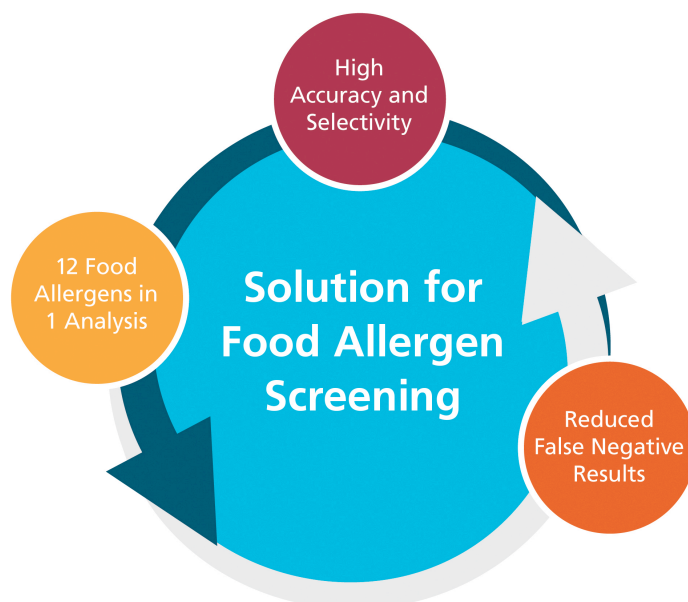 High
Accuracy and
Selectivity
12 Food
Allergens in
1 Analysis
Solution for
Food Allergen
Screening
Reduced
False Negative
Results